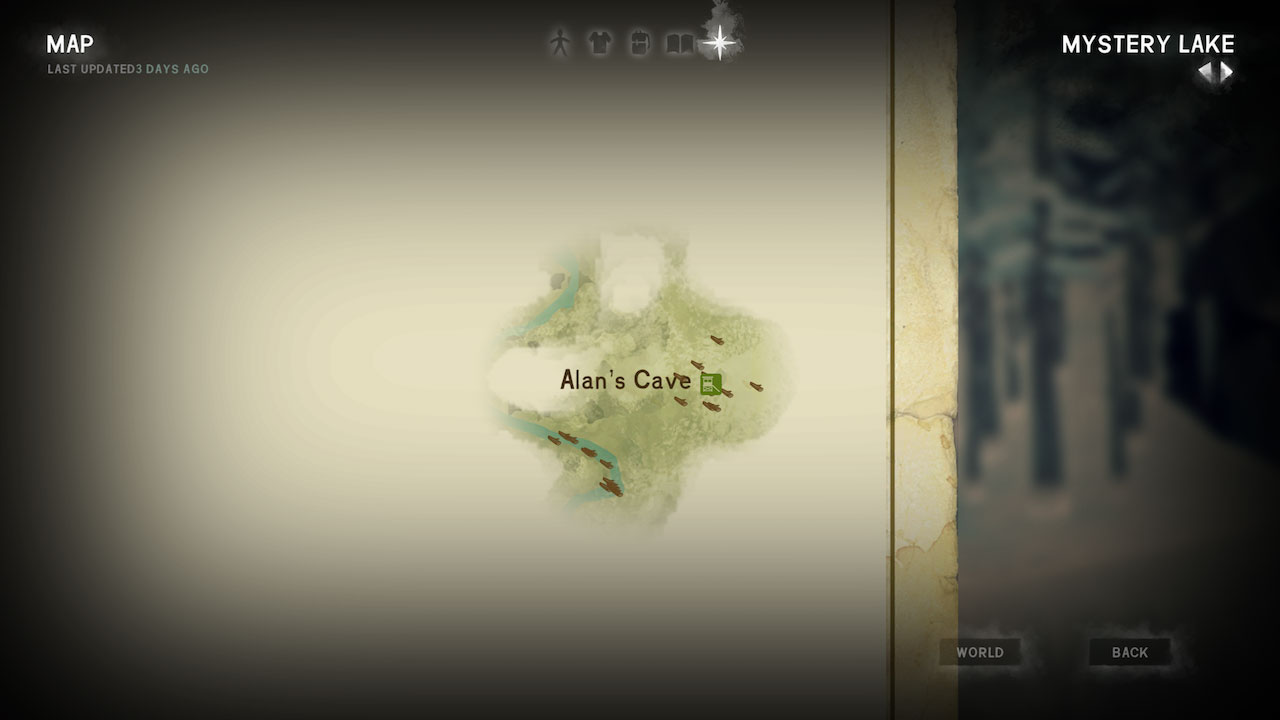 MAP
LAST UPDATED3 DAYS AGO
MYSTERY LAKE
Alan's Cave
WORLD
BACK